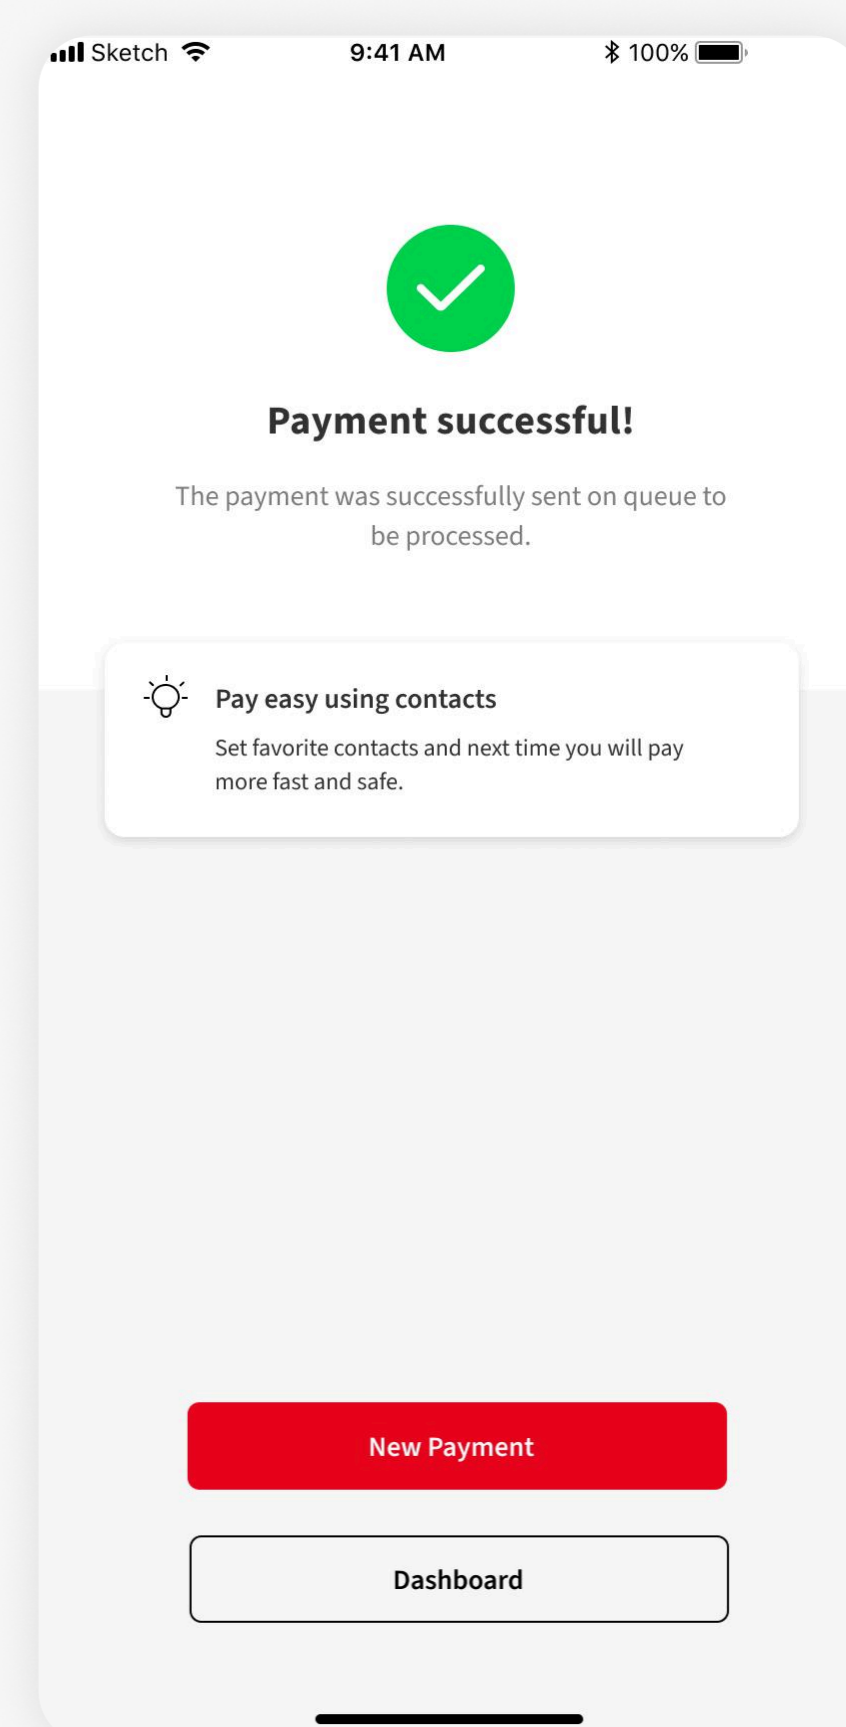 Sketch 9:41 AM 100%
Payment successful!
The payment was successfully sent on queue to
be processed.
Pay easy using contacts
Set favorite contacts and next time you will pay
more fast and safe.
New Payment
Dashboard